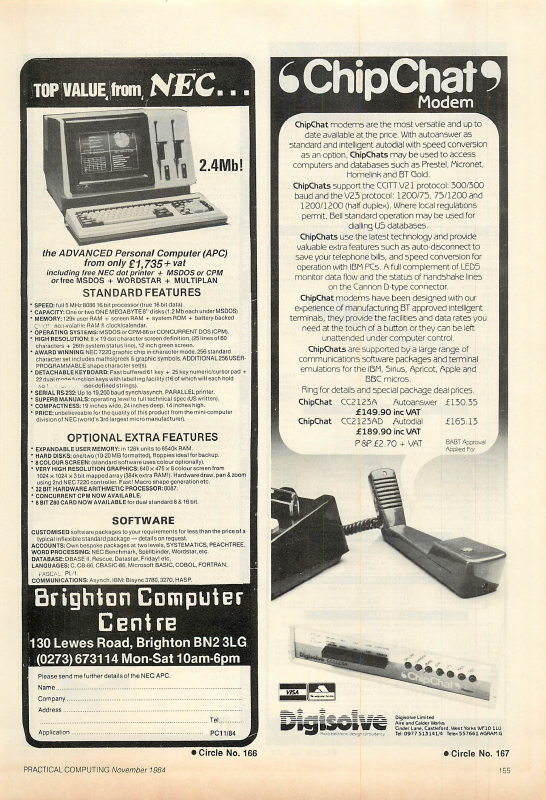 TOP VALUE from NEC...
2.4Mb!
the ADVANCED Personal Computer (APC)
from only £1,735 + vat
including free NEC dot printer + MSDOS or CPM
or free MSDOS + WORDSTAR + MULTIPLAN
STANDARD FEATURES
* SPEED: full 5 MHz 8086 16 bit processor (true 16 bit data).
* CAPACITY: One or two ONE MEGABYTE 8" disks (1.2 Mb each under MSDOS)
* MEMORY: 128k user RAM + screen RAM + system ROM + battery-backed
non-volatile RAM & clock/calendar.
* OPERATING SYSTEMS: MSDOS or CPM-86 or CONCURRENT DOS (CPM).
* HIGH RESOLUTION: 8 x 19 dot character screen definition, (25 lines of 80
characters + 26th system status line), 12 inch green screen.
* AWARD WINNING NEC 7220 graphic chip in character mode. 256 standard
character set includes maths/greek & graphic symbols. ADDITIONAL 256 USER-
PROGRAMMABLE shape character set(s).
* DETACHABLE KEYBOARD: Fast buffered 61 key + 25 key numeric/cursor pad +
22 dual mode function keys with labelling facility (16 of which will each hold
user-defined strings.
* SERIAL RS-232: Up to 19,200 baud synch/asynch. PARALLEL printer.
* SUPERB MANUALS: operating level to full technical spec (US written).
* COMPACTNESS: 19 inches wide, 24 inches deep, 14 inches high.
* PRICE: unbelievable for the quality of this product from the mini-computer
division of NEC (world's 3rd largest micro manufacturer).
OPTIONAL EXTRA FEATURES
* EXPANDABLE USER MEMORY: in 128k units to 640k RAM.
* HARD DISKS: one/two (10-20 MB formatted), floppies ideal for backup.
* 8 COLOUR SCREEN: (standard software uses colour optionally).
* VERY HIGH RESOLUTION GRAPHICS: 640 x 475 x 8 colour screen from
1024 x 1024 x 3 bit mapped array (384k extra RAM!). Hardware draw, pan & zoom
using 2nd NEC 7220 controller. Fast! Macro shape generation etc.
* 32 BIT HARDWARE ARITHMETIC PROCESSOR: 8087.
* CONCURRENT CPM NOW AVAILABLE.
* 8 BIT Z80 CARD NOW AVAILABLE for dual standard 8 & 16 bit.
SOFTWARE
CUSTOMISED software packages to your requirements for less than the price of a
typical inflexible standard package — details on request.
ACCOUNTS: Own bespoke packages at two levels, SYSTEMATICS, PEACHTREE.
WORD PROCESSING: NEC Benchmark, Spellbinder, Wordstar, etc.
DATABASE: DBASE II, Rescue, Datastar, Friday! etc.
LANGUAGES: C, CB-86, CBASIC-86, Microsoft BASIC, COBOL, FORTRAN,
PASCAL, PL/1.
COMMUNICATIONS: Asynch, IBM: Bisync 3780, 3270, HASP.
Brighton Computer
Centre
130 Lewes Road, Brighton BN2 3LG
(0273) 673114 Mon-Sat 10am-6pm
Please send me further details of the NEC APC.
Name
Company
Address
Tel.
Application PC11/84
• Circle No. 166
‘ChipChat’
Modem
ChipChat modems are the most versatile and up to
date available at the price. With autoanswer as
standard and intelligent autodial with speed conversion
as an option, ChipChats may be used to access
computers and databases such as Prestel, Micronet,
Homelink and BT Gold.
ChipChats support the CCITT V21 protocol: 300/300
baud and the V23 protocol: 1200/75, 75/1200 and
1200/1200 (half duplex). Where local regulations
permit, Bell standard operation may be used for
dialling US databases.
ChipChats use the latest technology and provide
valuable extra features such as auto-disconnect to
save your telephone bills, and speed conversion for
operation with IBM PCs. A full complement of LEDS
monitor data flow and the status of handshake lines
on the Cannon D-type connector.
ChipChat modems have been designed with our
experience of manufacturing BT approved intelligent
terminals, they provide the facilities and data rates you
need at the touch of a button or they can be left
unattended under computer control.
ChipChats are supported by a large range of
communications software packages and terminal
emulations for the IBM, Sirius, Apricot, Apple and
BBC micros.
Ring for details and special package deal prices.
ChipChat CC2123A Autoanswer £130.35
£149.90 inc VAT
ChipChat CC2123AD Autodial £165.13
£189.90 inc VAT
P&P £2.70 + VAT
BABT Approval
Applied For
Digisolve CC2123A
ChipChat
VISA
Digisolve
Microelectronic design consultancy
Digisolve Limited
Aire and Calder Works
Cinder Lane, Castleford, West Yorks WF10 1LU
Tel: 0977 513141/4 Telex 557661 AGRAM G
• Circle No. 167
PRACTICAL COMPUTING November 1984
155